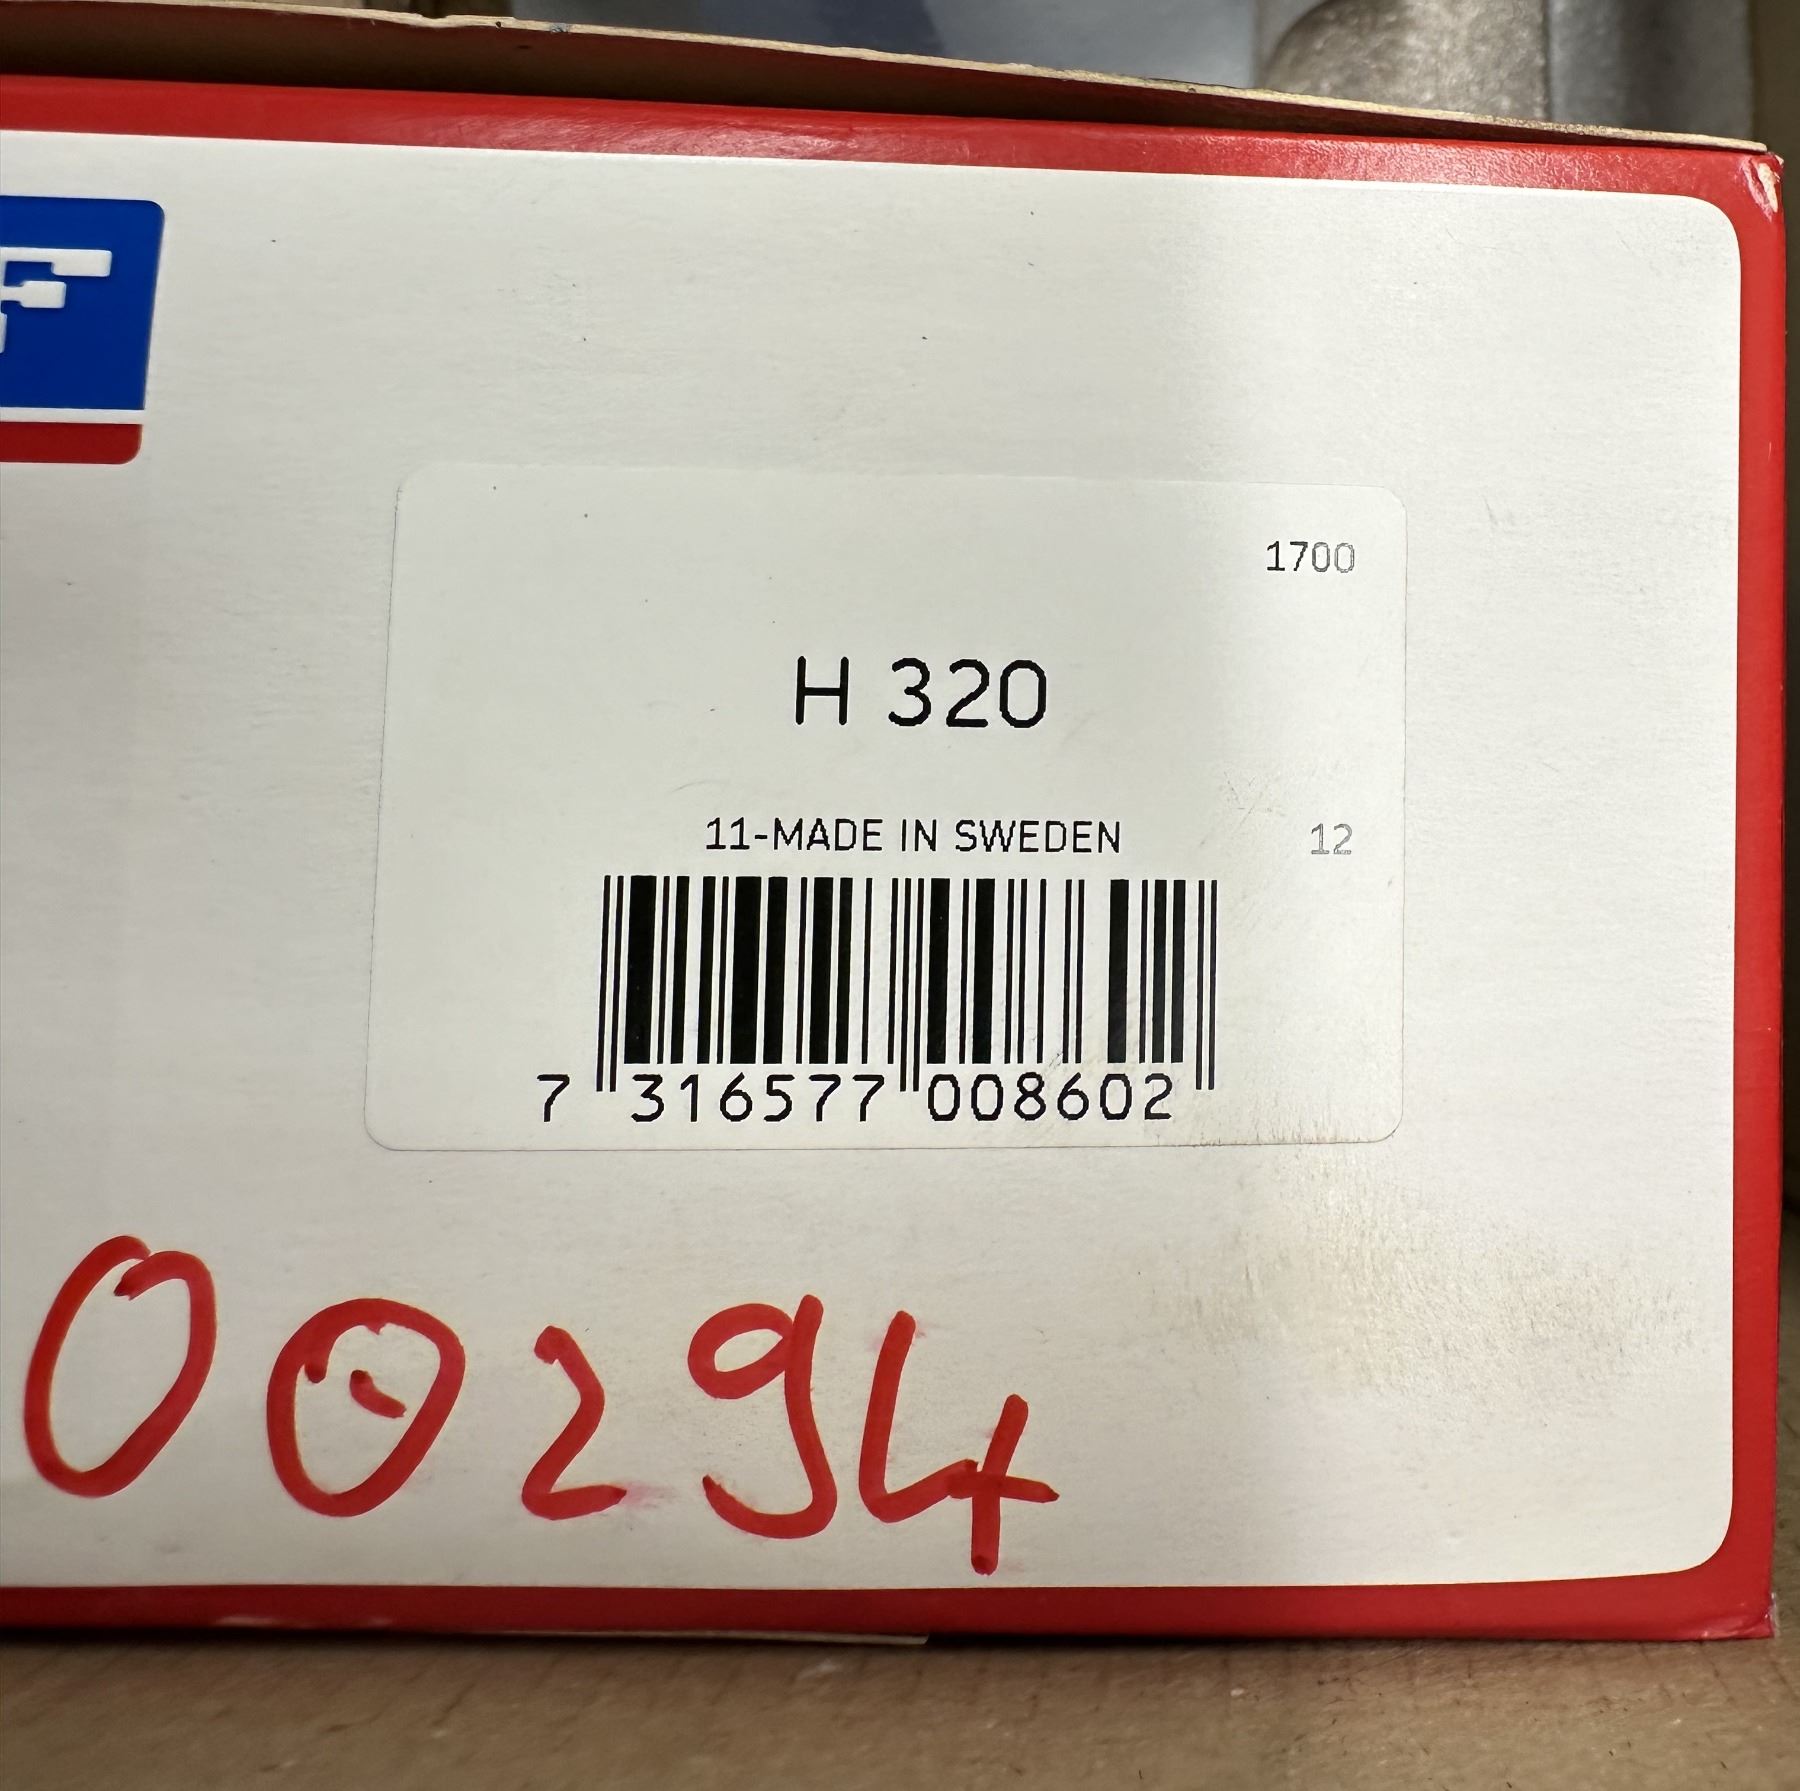 F
1700
H 320
11-MADE IN SWEDEN
12
7 316577 008602
00294